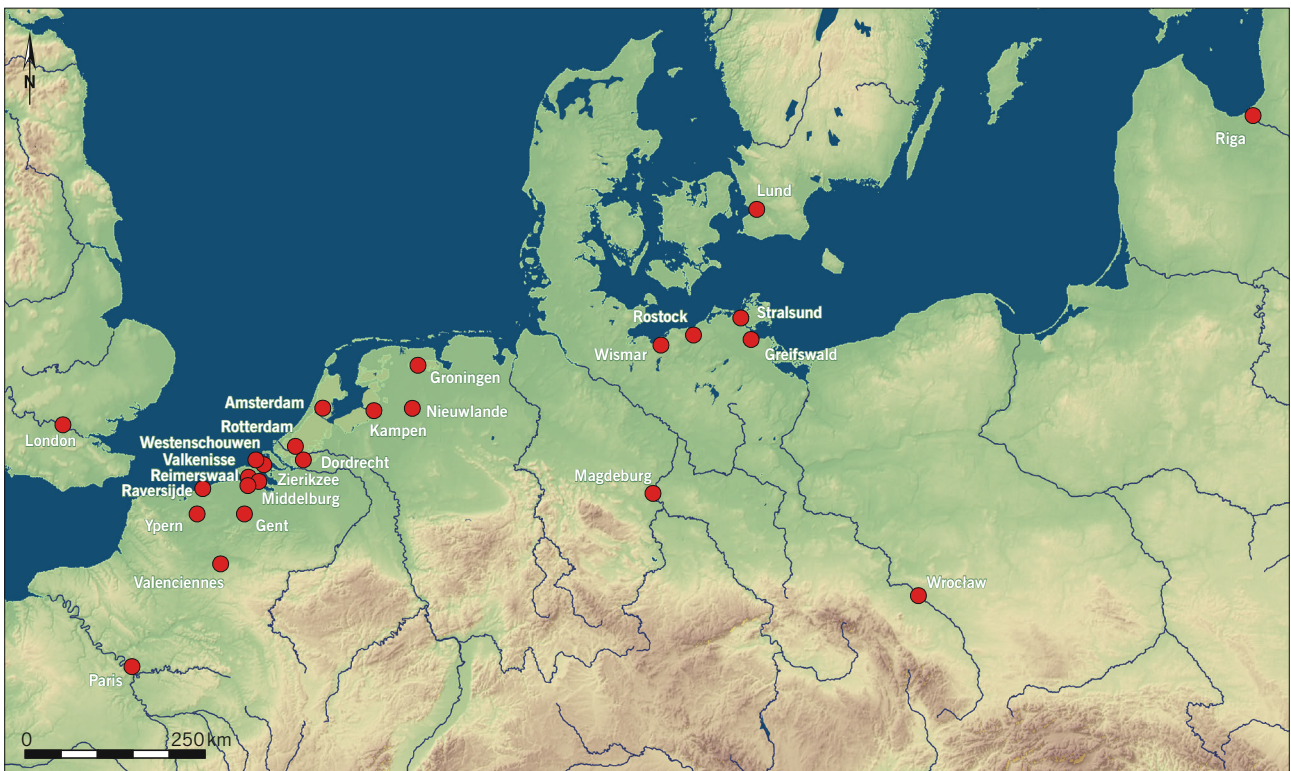 N
Riga
Lund
Rostock
Stralsund
Wismar
Greifswald
Groningen
Amsterdam
Nieuwlande
Kampen
Rotterdam
London
Westenschouwen
Valkenisse
Dordrecht
Reimerswaal
Zierikzee
Magdeburg
Raversijde
Middelburg
Ypern
Gent
Valenciennes
Wrocław
Paris
0 250 km